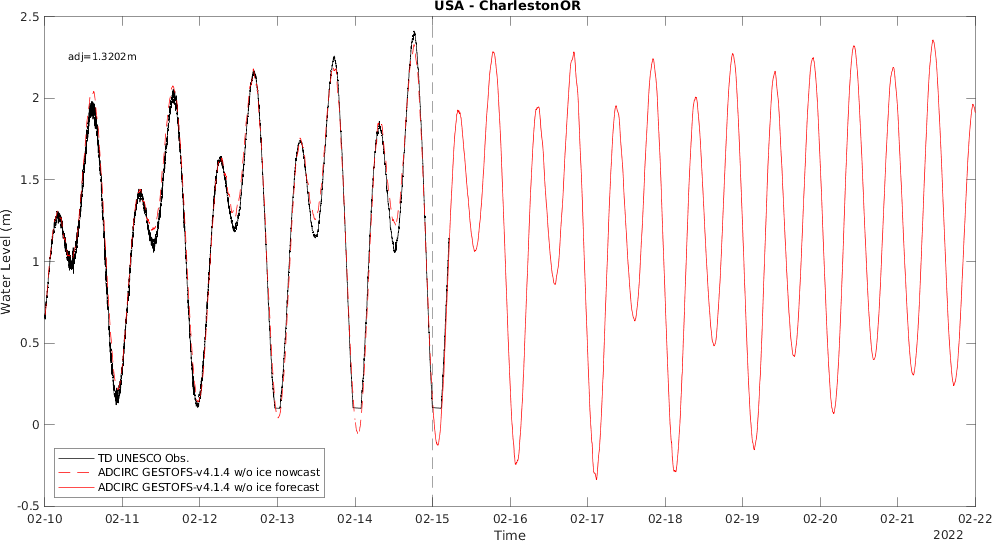 USA - CharlestonOR
adj=1.3202m
2.5
2
1.5
1
0.5
0
-0.5
Water Level (m)
TD UNESCO Obs.
ADCIRC GESTOFS-v4.1.4 w/o ice nowcast
ADCIRC GESTOFS-v4.1.4 w/o ice forecast
02-10 02-11 02-12 02-13 02-14 02-15 02-16 02-17 02-18 02-19 02-20 02-21 02-22
Time
2022